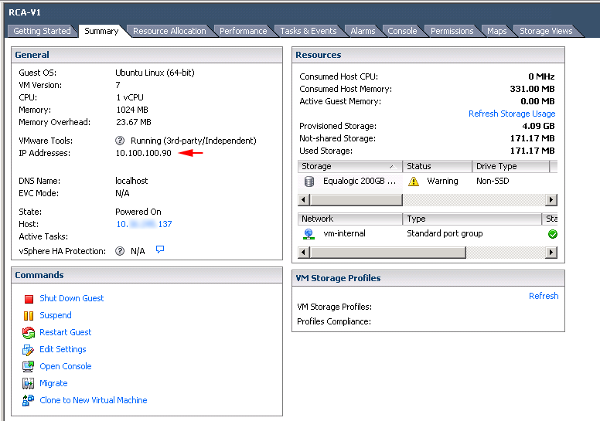 RCA-V1
Getting Started Summary Resource Allocation Performance Tasks & Events Alarms Console Permissions Maps Storage Views
General
Guest OS: Ubuntu Linux (64-bit)
VM Version: 7
CPU: 1 vCPU
Memory: 1024 MB
Memory Overhead: 23.67 MB
VMware Tools: Running (3rd-party/Independent)
IP Addresses: 10.100.100.90
DNS Name: localhost
EVC Mode: N/A
State: Powered On
Host: 10. 137
Active Tasks:
vSphere HA Protection: N/A
Commands
Shut Down Guest
Suspend
Restart Guest
Edit Settings
Open Console
Migrate
Clone to New Virtual Machine
Resources
Consumed Host CPU: 0 MHz
Consumed Host Memory: 331.00 MB
Active Guest Memory: 0.00 MB
Refresh Storage Usage
Provisioned Storage: 4.09 GB
Not-shared Storage: 171.17 MB
Used Storage: 171.17 MB
Storage Status Drive Type
Equalogic 200GB ... Warning Non-SSD
Network Type Sta
vm-internal Standard port group
VM Storage Profiles
Refresh
VM Storage Profiles:
Profiles Compliance: